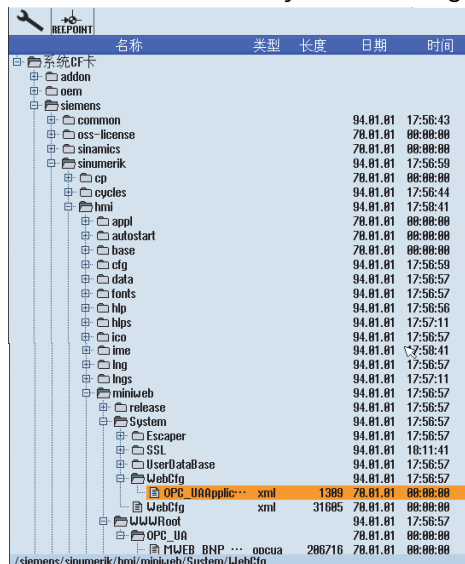 REF.POINT
名称 类型 长度 日期 时间
系统CF卡
addon
oem
siemens
common 94.01.01 17:56:43
oss-license 70.01.01 00:00:00
sinamics 70.01.01 00:00:00
sinumerik 94.01.01 17:56:59
cp 70.01.01 00:00:00
cycles 94.01.01 17:56:44
hmi 94.01.01 17:58:41
appl 70.01.01 00:00:00
autostart 70.01.01 00:00:00
base 70.01.01 00:00:00
cfg 94.01.01 17:56:59
data 94.01.01 17:56:57
fonts 94.01.01 17:56:57
hlp 94.01.01 17:56:56
hlps 94.01.01 17:57:11
ico 94.01.01 17:56:57
ime 94.01.01 17:58:41
lng 94.01.01 17:56:57
lngs 94.01.01 17:57:11
miniweb 94.01.01 17:56:57
release 94.01.01 17:56:57
System 94.01.01 17:56:57
Escaper 94.01.01 17:56:57
SSL 94.01.01 18:11:41
UserDataBase 94.01.01 17:56:57
WebCfg 94.01.01 17:56:57
OPC_UAApplic··· xml 1309 70.01.01 00:00:00
WebCfg xml 31605 70.01.01 00:00:00
WWWRoot 94.01.01 17:56:57
OPC_UA 70.01.01 00:00:00
MWEB_BNP ··· opcua 206716 70.01.01 00:00:00
/siemens/sinumerik/hmi/miniweb/System/WebCfg